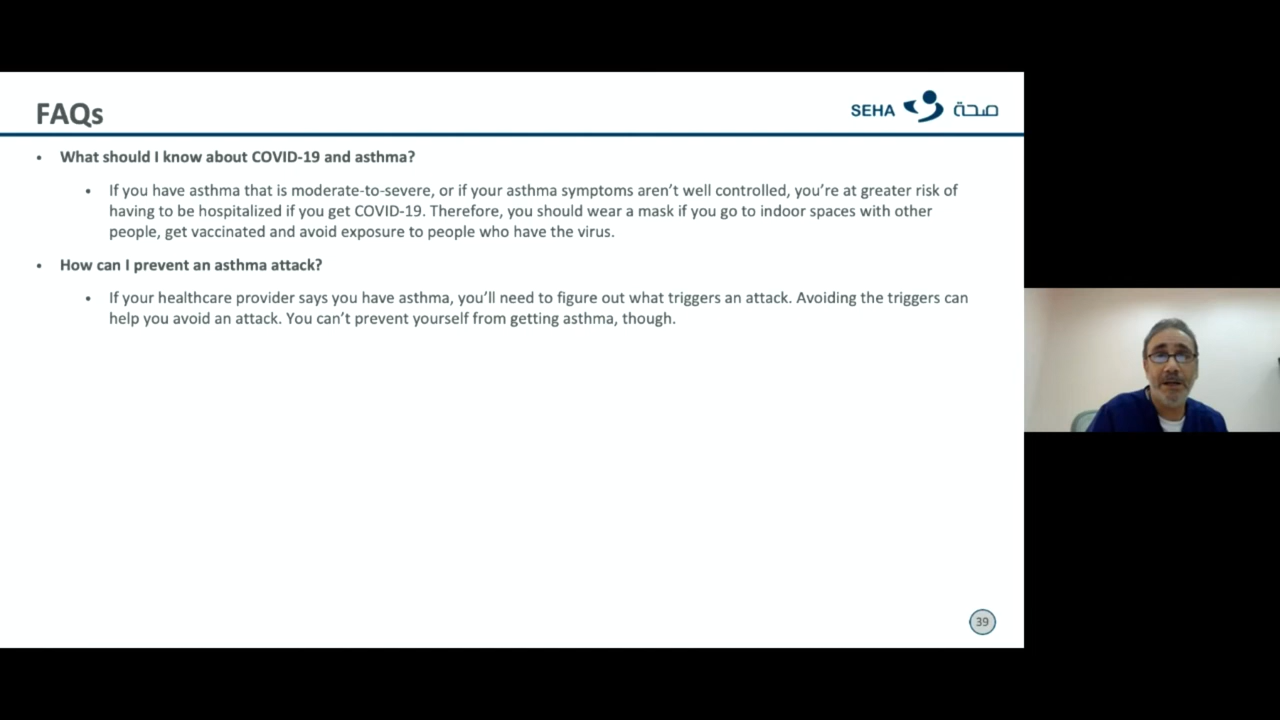 FAQs
SEHA صحة
• What should I know about COVID-19 and asthma?
• If you have asthma that is moderate-to-severe, or if your asthma symptoms aren’t well controlled, you’re at greater risk of
having to be hospitalized if you get COVID-19. Therefore, you should wear a mask if you go to indoor spaces with other
people, get vaccinated and avoid exposure to people who have the virus.
• How can I prevent an asthma attack?
• If your healthcare provider says you have asthma, you’ll need to figure out what triggers an attack. Avoiding the triggers can
help you avoid an attack. You can’t prevent yourself from getting asthma, though.
39